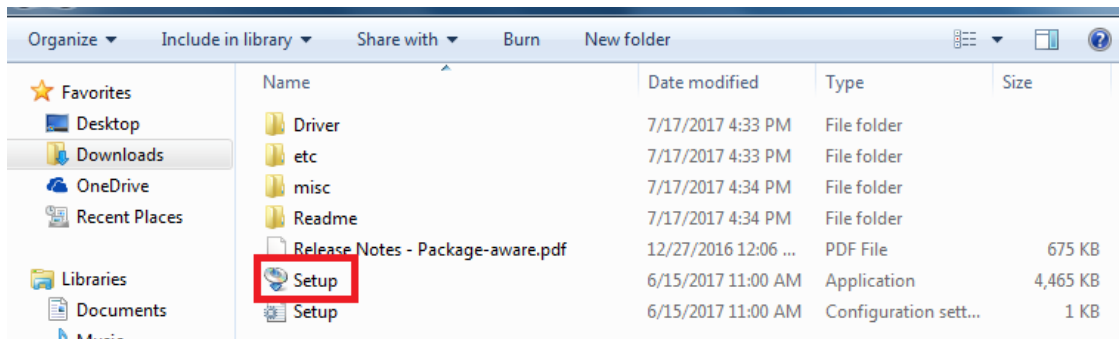 Organize Include in library Share with Burn New folder
Favorites
Desktop
Downloads
OneDrive
Recent Places
Libraries
Documents
Music
Name Date modified Type Size
Driver 7/17/2017 4:33 PM File folder
etc 7/17/2017 4:33 PM File folder
misc 7/17/2017 4:34 PM File folder
Readme 7/17/2017 4:34 PM File folder
Release Notes - Package-aware.pdf 12/27/2016 12:06 ... PDF File 675 KB
Setup 6/15/2017 11:00 AM Application 4,465 KB
Setup 6/15/2017 11:00 AM Configuration sett... 1 KB